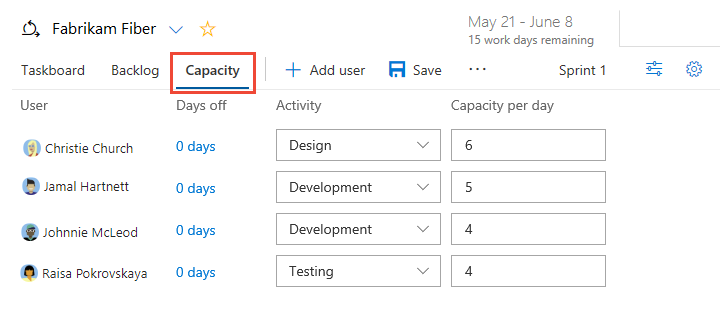 Fabrikam Fiber
May 21 - June 8
15 work days remaining
Taskboard Backlog Capacity Add user Save Sprint 1
User Days off Activity Capacity per day
Christie Church 0 days Design 6
Jamal Hartnett 0 days Development 5
Johnnie McLeod 0 days Development 4
Raisa Pokrovskaya 0 days Testing 4